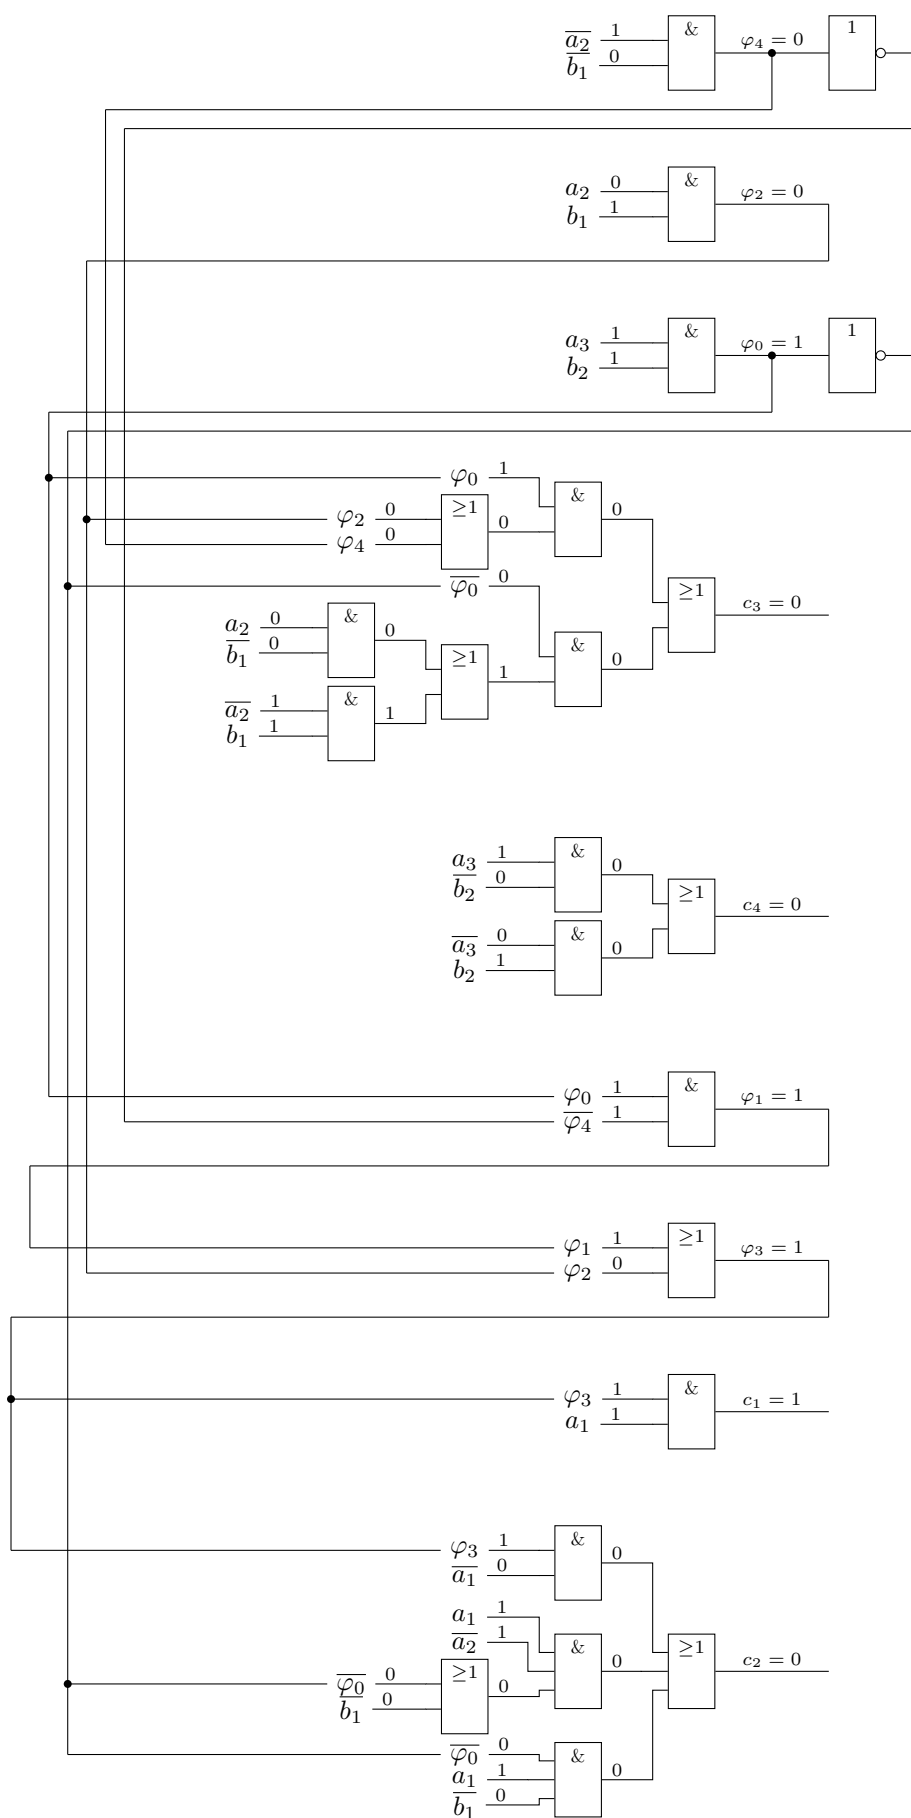 a̅₂ 1 & φ₄ = 0 1
b̅₁ 0
a₂ 0 & φ₂ = 0
b₁ 1
a₃ 1 & φ₀ = 1 1
b₂ 1
φ₀ 1 &
φ₂ 0 ≥1 0 0
φ₄ 0
φ̅₀ 0 ≥1 c₃ = 0
a₂ 0 & 0
b̅₁ 0 ≥1 1 & 0
a̅₂ 1 & 1
b₁ 1
a₃ 1 & 0
b̅₂ 0 ≥1 c₄ = 0
a̅₃ 0 & 0
b₂ 1
φ₀ 1 & φ₁ = 1
φ̅₄ 1
φ₁ 1 ≥1 φ₃ = 1
φ₂ 0
φ₃ 1 & c₁ = 1
a₁ 1
φ₃ 1 & 0
a̅₁ 0
a₁ 1
a̅₂ 1 & 0 ≥1 c₂ = 0
φ̅₀ 0 ≥1 0
b̅₁ 0
φ̅₀ 0 &
a₁ 1 0
b̅₁ 0